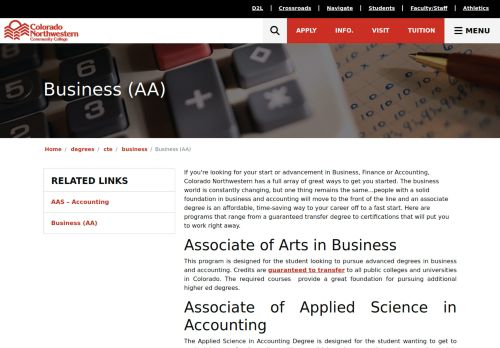 D2L | Crossroads | Navigate | Students | Faculty/Staff | Athletics
Colorado
Northwestern
Community College
APPLY INFO. VISIT TUITION MENU
Business (AA)
Home / degrees / cte / business / Business (AA)
RELATED LINKS
AAS – Accounting
Business (AA)
If you're looking for your start or advancement in Business, Finance or Accounting,
Colorado Northwestern has a full array of great ways to get you started. The business
world is constantly changing, but one thing remains the same...people with a solid
foundation in business and accounting will move to the front of the line and an associate
degree is an affordable, time-saving way to your career off to a fast start. Here are
programs that range from a guaranteed transfer degree to certifications that will put you
to work right away.
Associate of Arts in Business
This program is designed for the student looking to pursue advanced degrees in business
and accounting. Credits are guaranteed to transfer to all public colleges and universities
in Colorado. The required courses provide a great foundation for pursuing additional
higher ed degrees.
Associate of Applied Science in
Accounting
The Applied Science in Accounting Degree is designed for the student wanting to get to